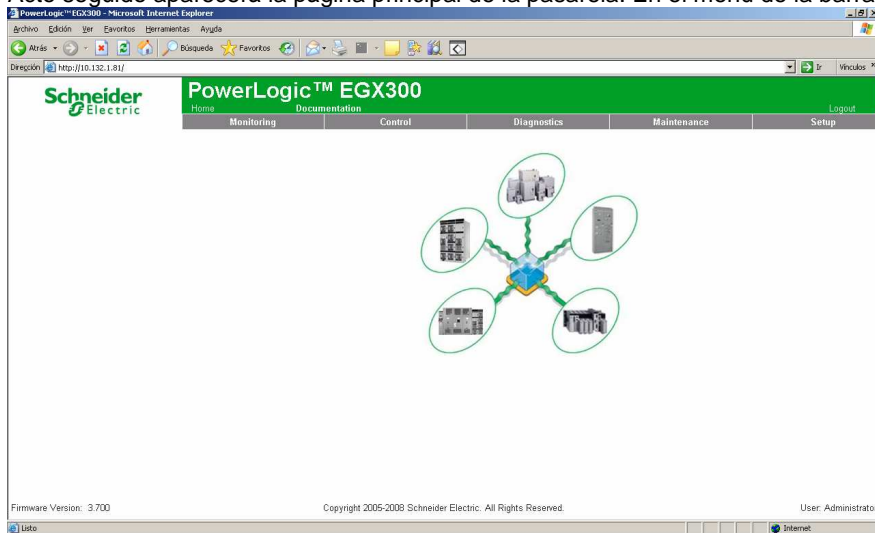 Acto seguido aparecerá la página principal de la pasarela. En el menú de la barra
PowerLogic™ EGX300 - Microsoft Internet Explorer
Archivo Edición Ver Favoritos Herramientas Ayuda
Atrás Búsqueda Favoritos
Dirección http://10.132.1.81/ Ir Vínculos
Schneider Electric
PowerLogic™ EGX300
Home Documentation Logout
Monitoring Control Diagnostics Maintenance Setup
Firmware Version: 3.700 Copyright 2005-2008 Schneider Electric. All Rights Reserved. User: Administrato
Listo Internet